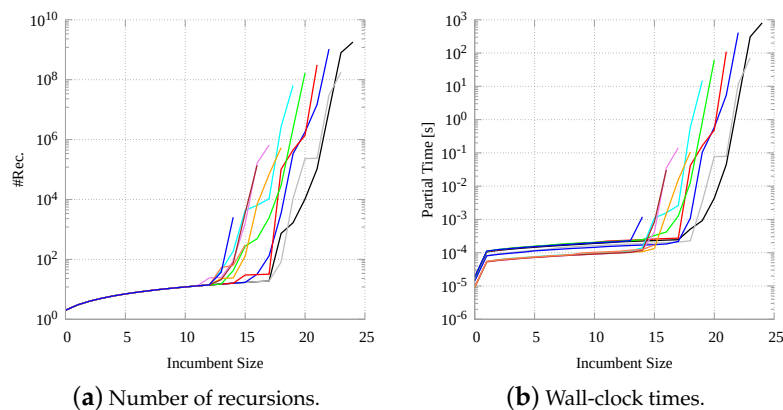 10^10
10^8
10^6
10^4
10^2
10^0
#Rec.
0 5 10 15 20 25
Incumbent Size
(a) Number of recursions.
10^3
10^2
10^1
10^0
10^-1
10^-2
10^-3
10^-4
10^-5
10^-6
Partial Time [s]
0 5 10 15 20 25
Incumbent Size
(b) Wall-clock times.